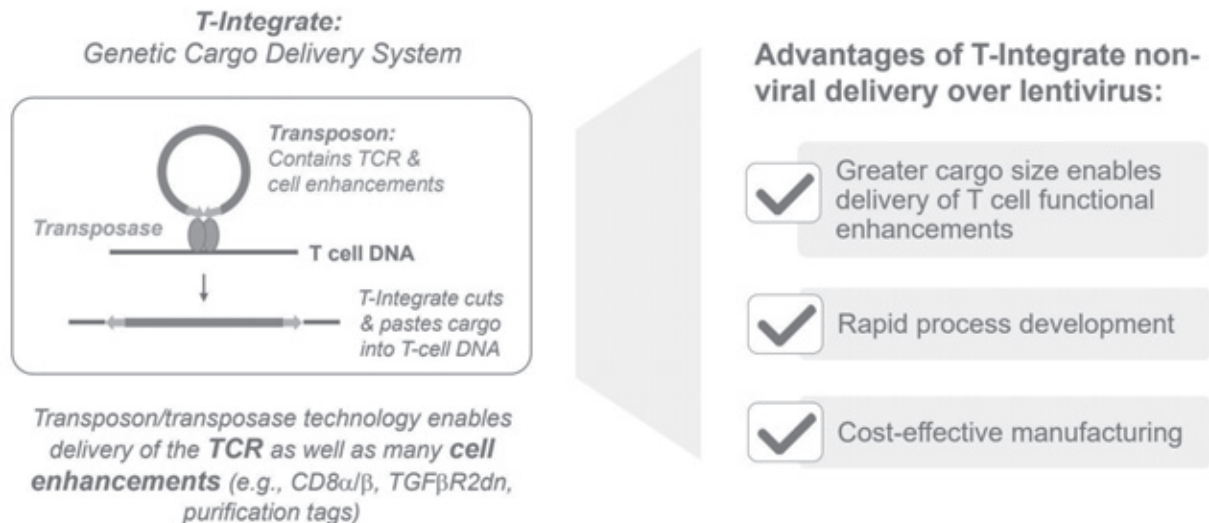 T-Integrate:
Genetic Cargo Delivery System
Transposon:
Contains TCR &
cell enhancements
Transposase
T cell DNA
T-Integrate cuts
& pastes cargo
into T-cell DNA
Transposon/transposase technology enables
delivery of the TCR as well as many cell
enhancements (e.g., CD8α/β, TGFβR2dn,
purification tags)
Advantages of T-Integrate non-
viral delivery over lentivirus:
Greater cargo size enables
delivery of T cell functional
enhancements
Rapid process development
Cost-effective manufacturing